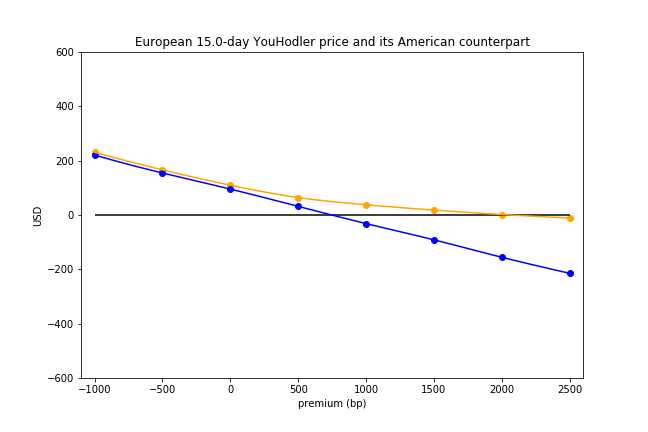 European 15.0-day YouHodler price and its American counterpart
600
400
200
0
−200
−400
−600
USD
−1000 −500 0 500 1000 1500 2000 2500
premium (bp)